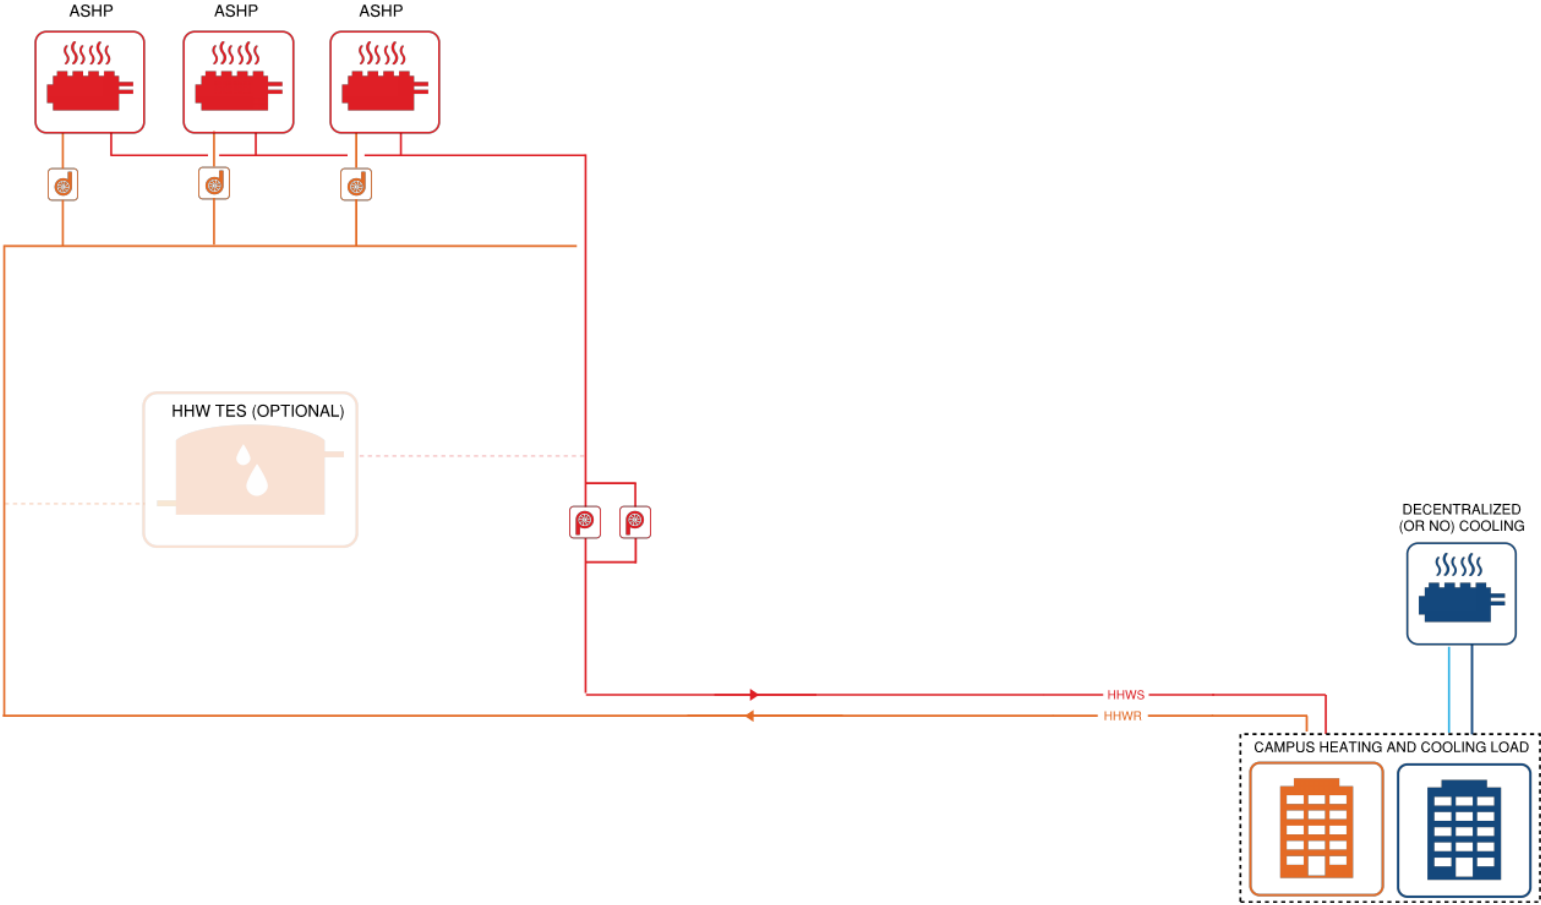 ASHP
ASHP
ASHP
HHW TES (OPTIONAL)
DECENTRALIZED
(OR NO) COOLING
HHWS
HHWR
CAMPUS HEATING AND COOLING LOAD